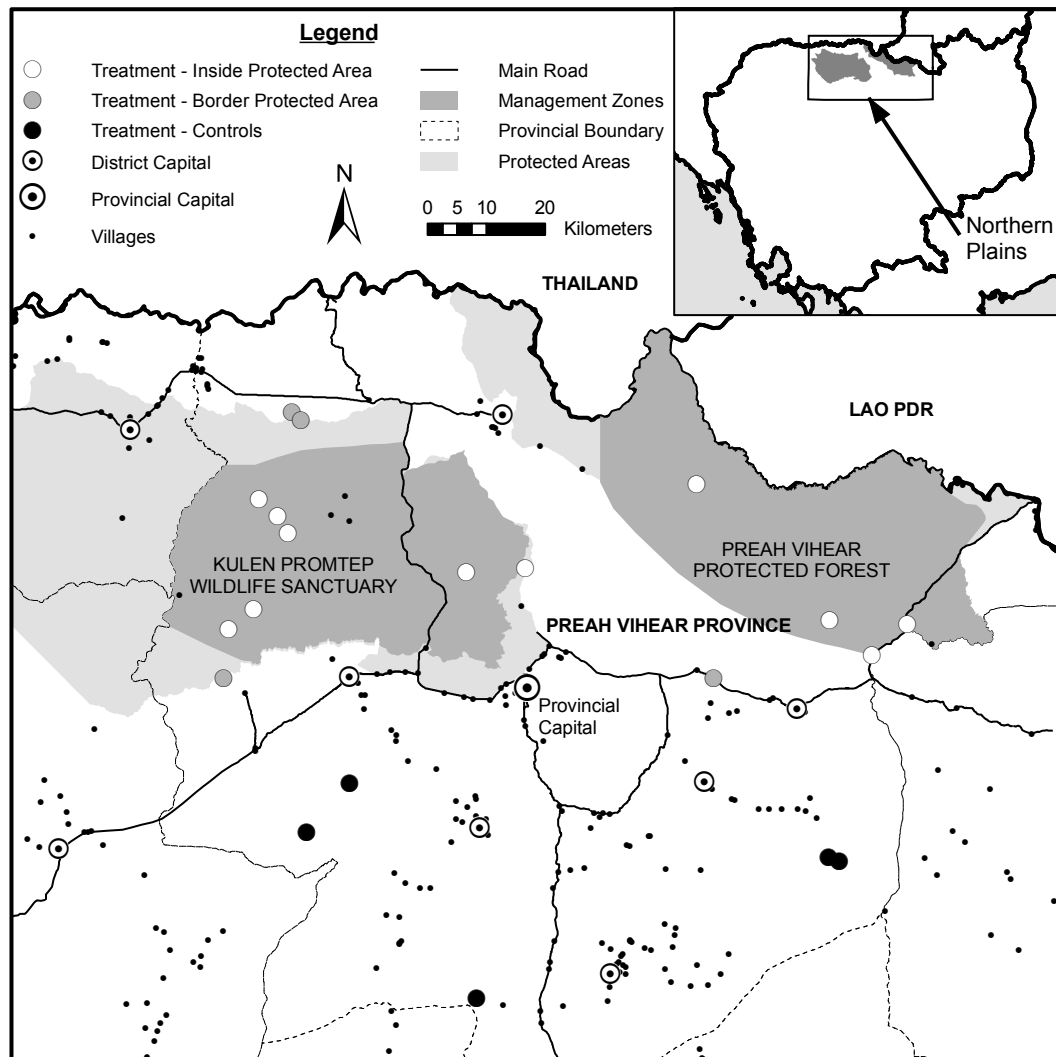 Legend
Treatment - Inside Protected Area
Treatment - Border Protected Area
Treatment - Controls
District Capital
Provincial Capital
Villages
Main Road
Management Zones
Provincial Boundary
Protected Areas
N
0 5 10 20
Kilometers
Northern
Plains
THAILAND
LAO PDR
KULEN PROMTEP
WILDLIFE SANCTUARY
PREAH VIHEAR
PROTECTED FOREST
PREAH VIHEAR PROVINCE
Provincial
Capital